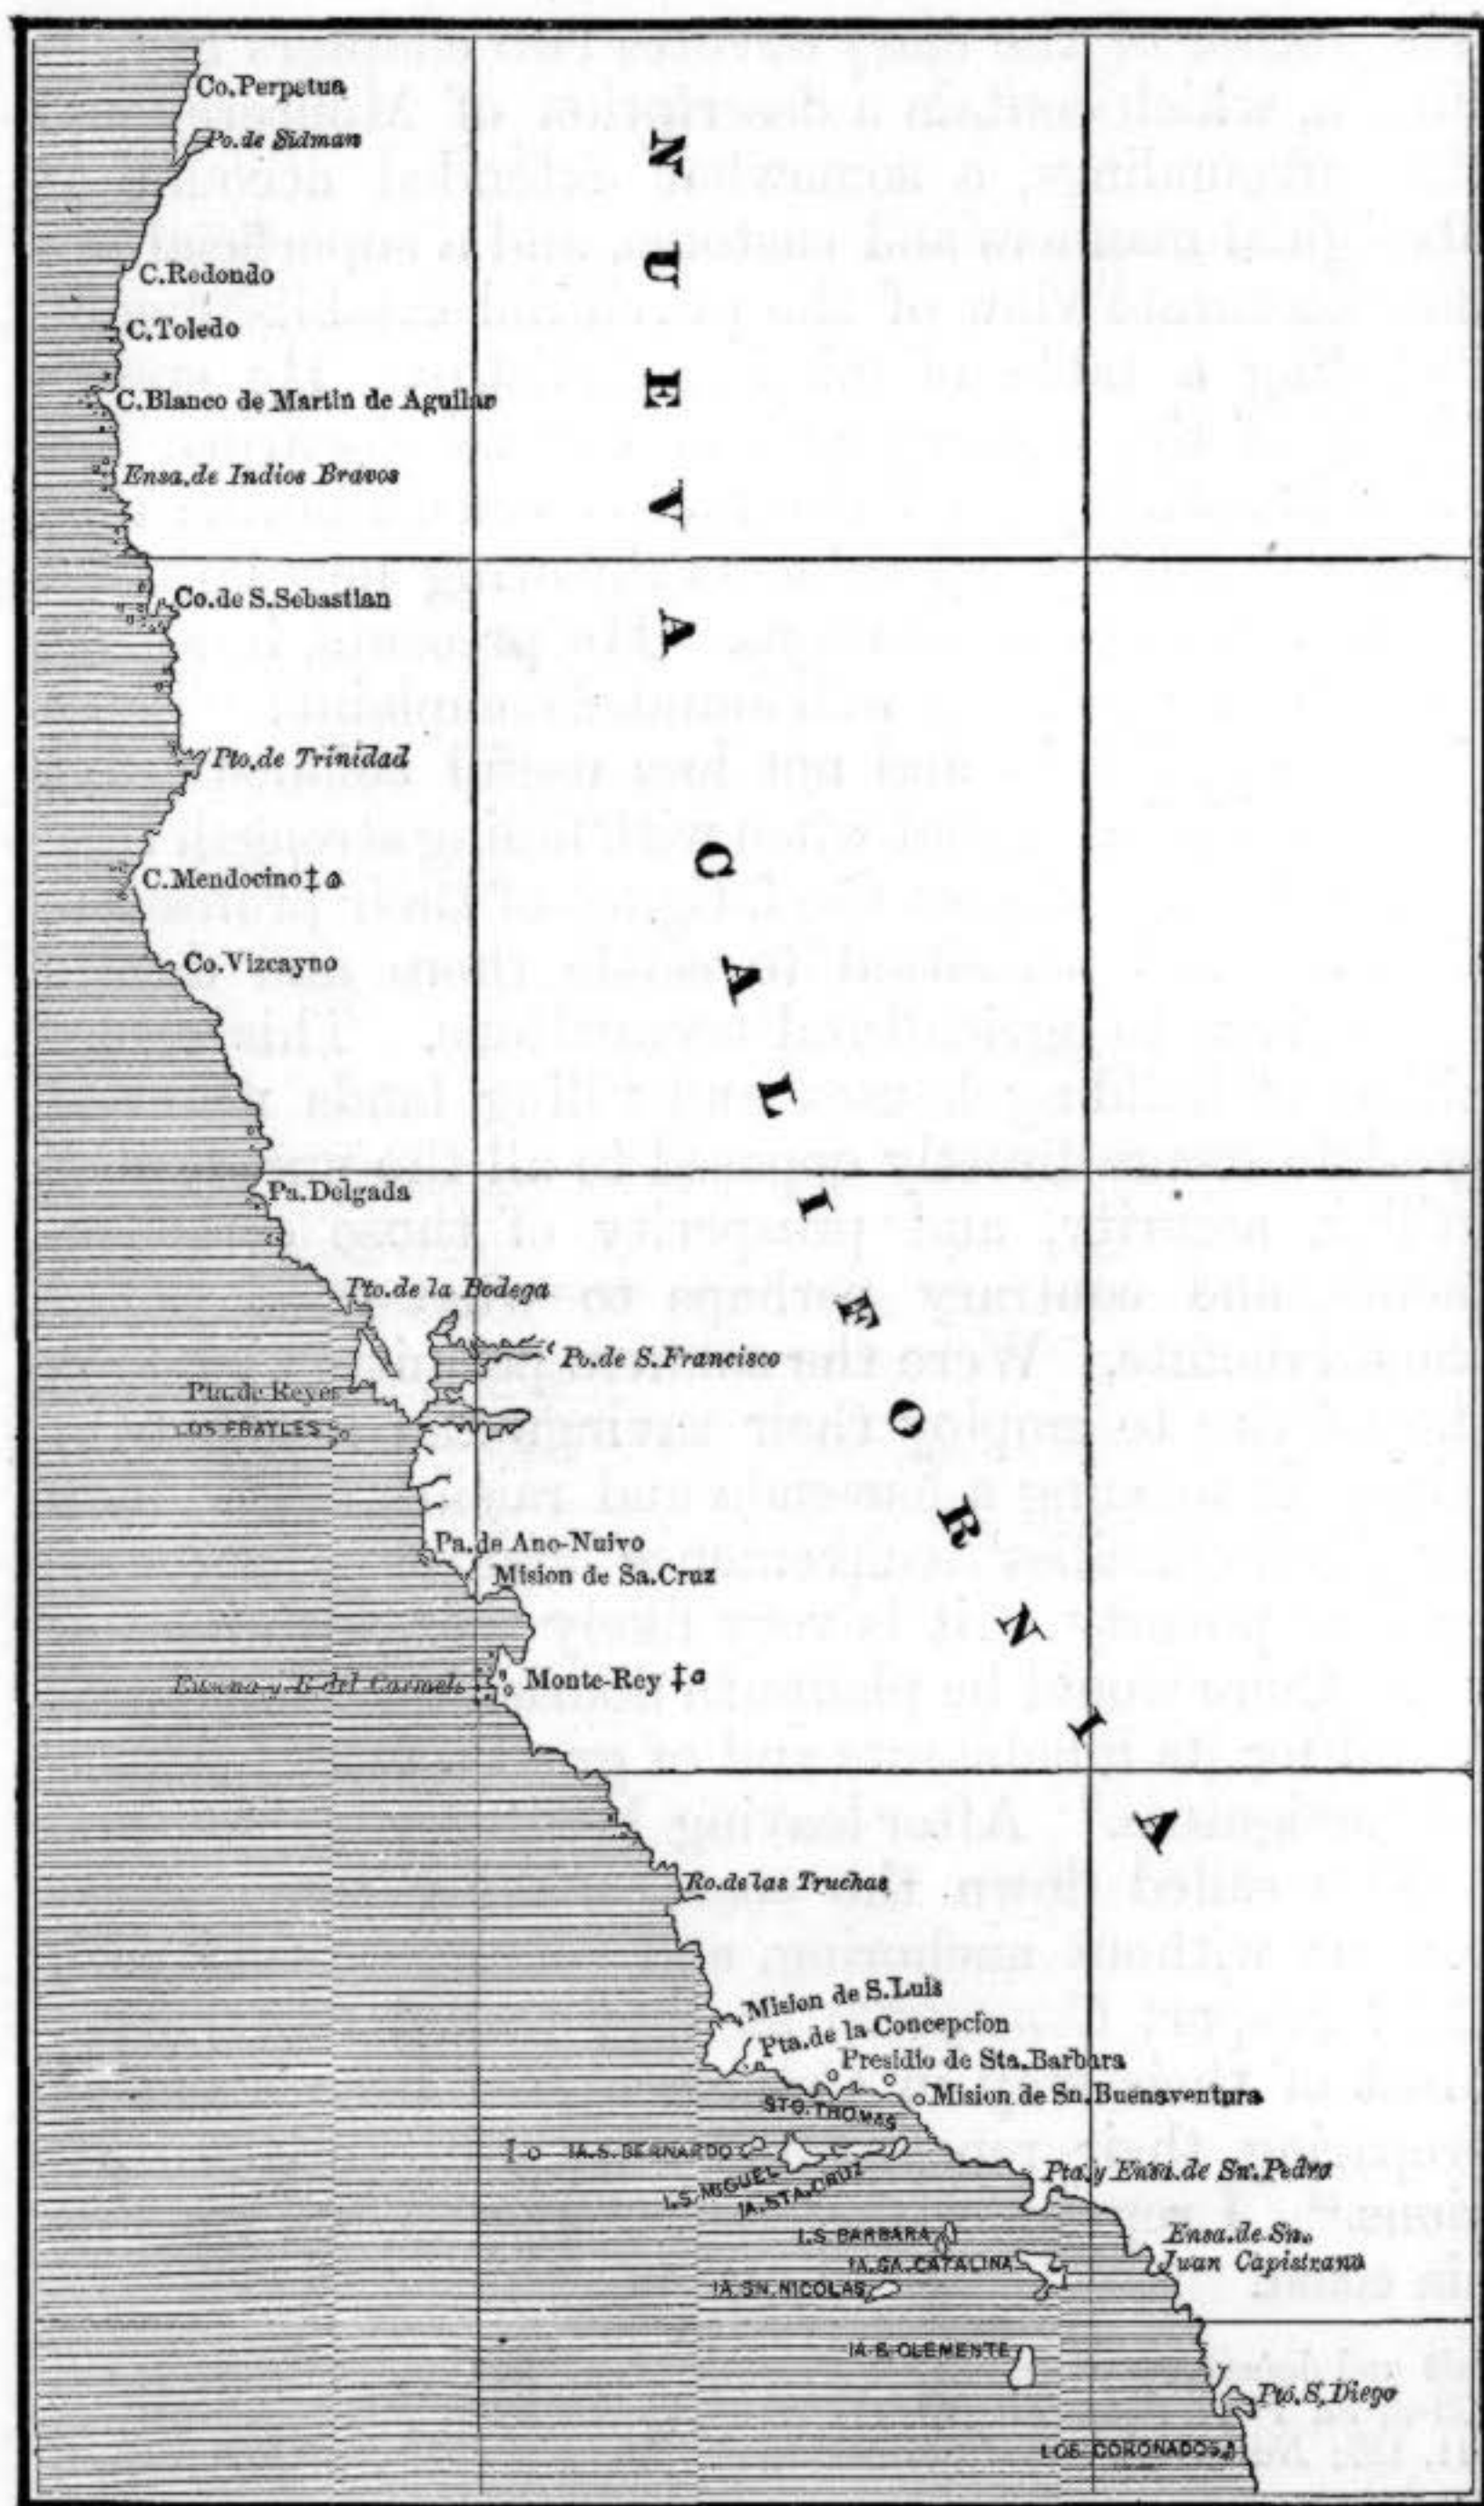 Co.Perpetua
Po.de Sidman
C.Redondo
C.Toledo
C.Blanco de Martin de Aguilar
Ensa.de Indios Bravos
Co.de S.Sebastian
Pto.de Trinidad
C.Mendocino‡a
Co.Vizcayno
Pa.Delgada
Pto.de la Bodega
Po.de S.Francisco
Pta.de Reyes
LOS FRAYLES
Pa.de Ano-Nuivo
Mision de Sa.Cruz
del Carmelo
Monte-Rey ‡a
Ro.de las Truchas
Mision de S.Luis
Pta.de la Concepcion
Presidio de Sta.Barbara
Mision de Sn.Buenaventura
STO.THOMAS
IA.S.BERNARDO
I.S.MIGUEL
IA.STA.CRUZ
Pta.y Ensa.de Sn.Pedro
I.S.BARBARA
Ensa.de Sn.
Juan Capistrano
IA.SA.CATALINA
IA.SN.NICOLAS
IA.S.CLEMENTE
Pto.S.Diego
LOS CORONADOS
NUEVA CALIFORNIA